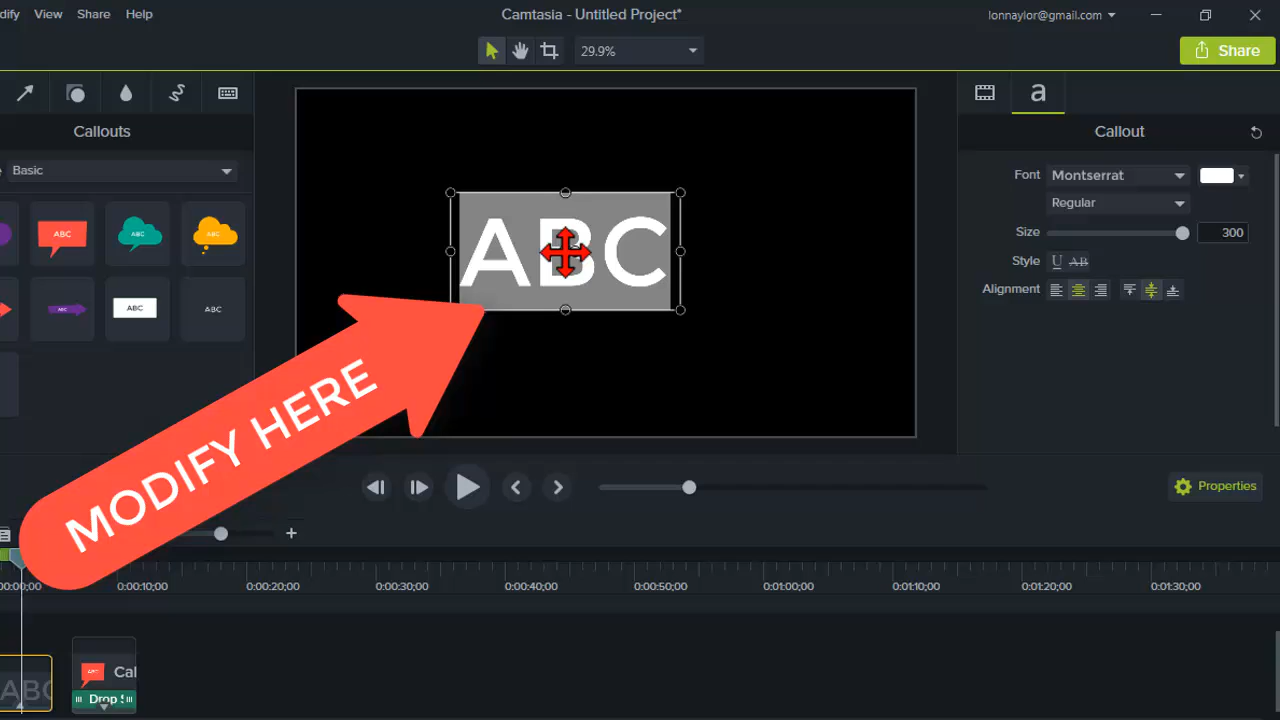 dify View Share Help
Camtasia - Untitled Project*
lonnaylor@gmail.com
29.9%
Share
Callouts
Callout
Basic
Font Montserrat
Regular
ABC
ABC
ABC
ABC
Size 300
Style U AB
Alignment
ABC
ABC
ABC
MODIFY HERE
Properties
00:00;00 0:00:10;00 0:00:20;00 0:00:30;00 0:00:40;00 0:00:50;00 0:01:00;00 0:01:10;00 0:01:20;00 0:01:30;00
ABC
ABC
Cal
Drop